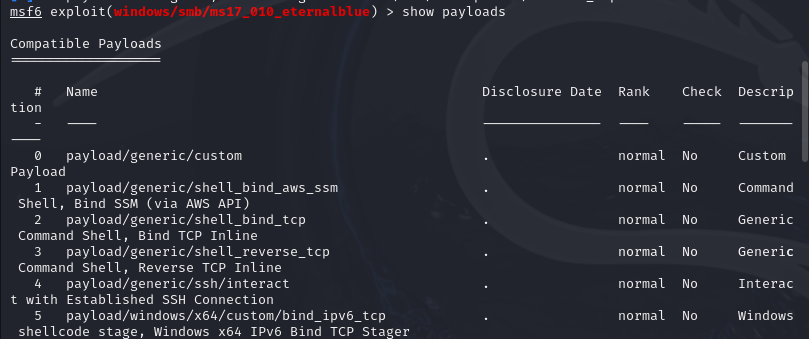 msf6 exploit(windows/smb/ms17_010_eternalblue) > show payloads
Compatible Payloads
===================
# Name Disclosure Date Rank Check Descrip
tion
- ---- --------------- ---- ----- -------
----
0 payload/generic/custom . normal No Custom
Payload
1 payload/generic/shell_bind_aws_ssm . normal No Command
Shell, Bind SSM (via AWS API)
2 payload/generic/shell_bind_tcp . normal No Generic
Command Shell, Bind TCP Inline
3 payload/generic/shell_reverse_tcp . normal No Generic
Command Shell, Reverse TCP Inline
4 payload/generic/ssh/interact . normal No Interac
t with Established SSH Connection
5 payload/windows/x64/custom/bind_ipv6_tcp . normal No Windows
shellcode stage, Windows x64 IPv6 Bind TCP Stager